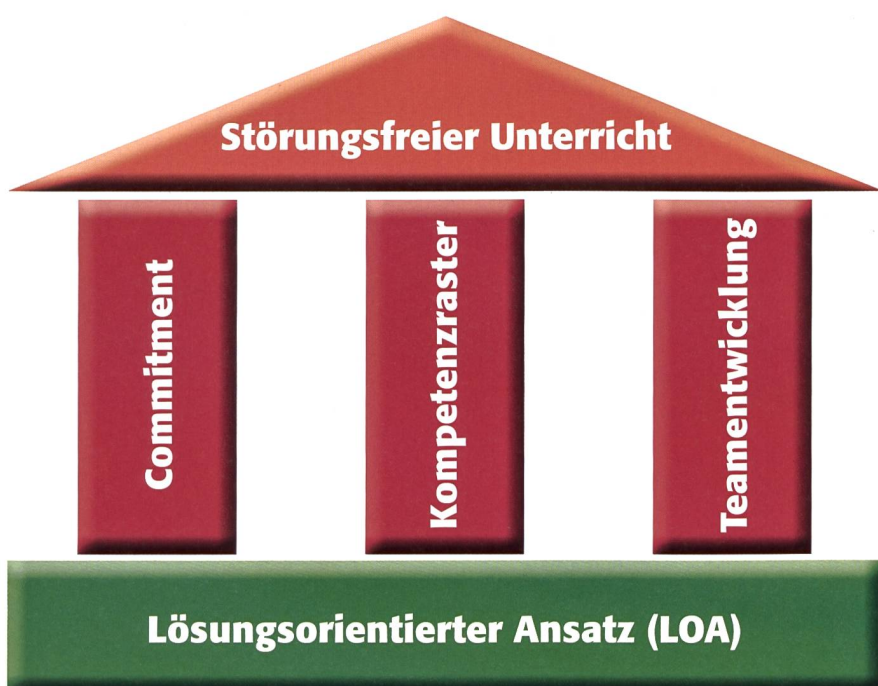 Störungsfreier Unterricht
Commitment
Kompetenzraster
Teamentwicklung
Lösungsorientierter Ansatz (LOA)